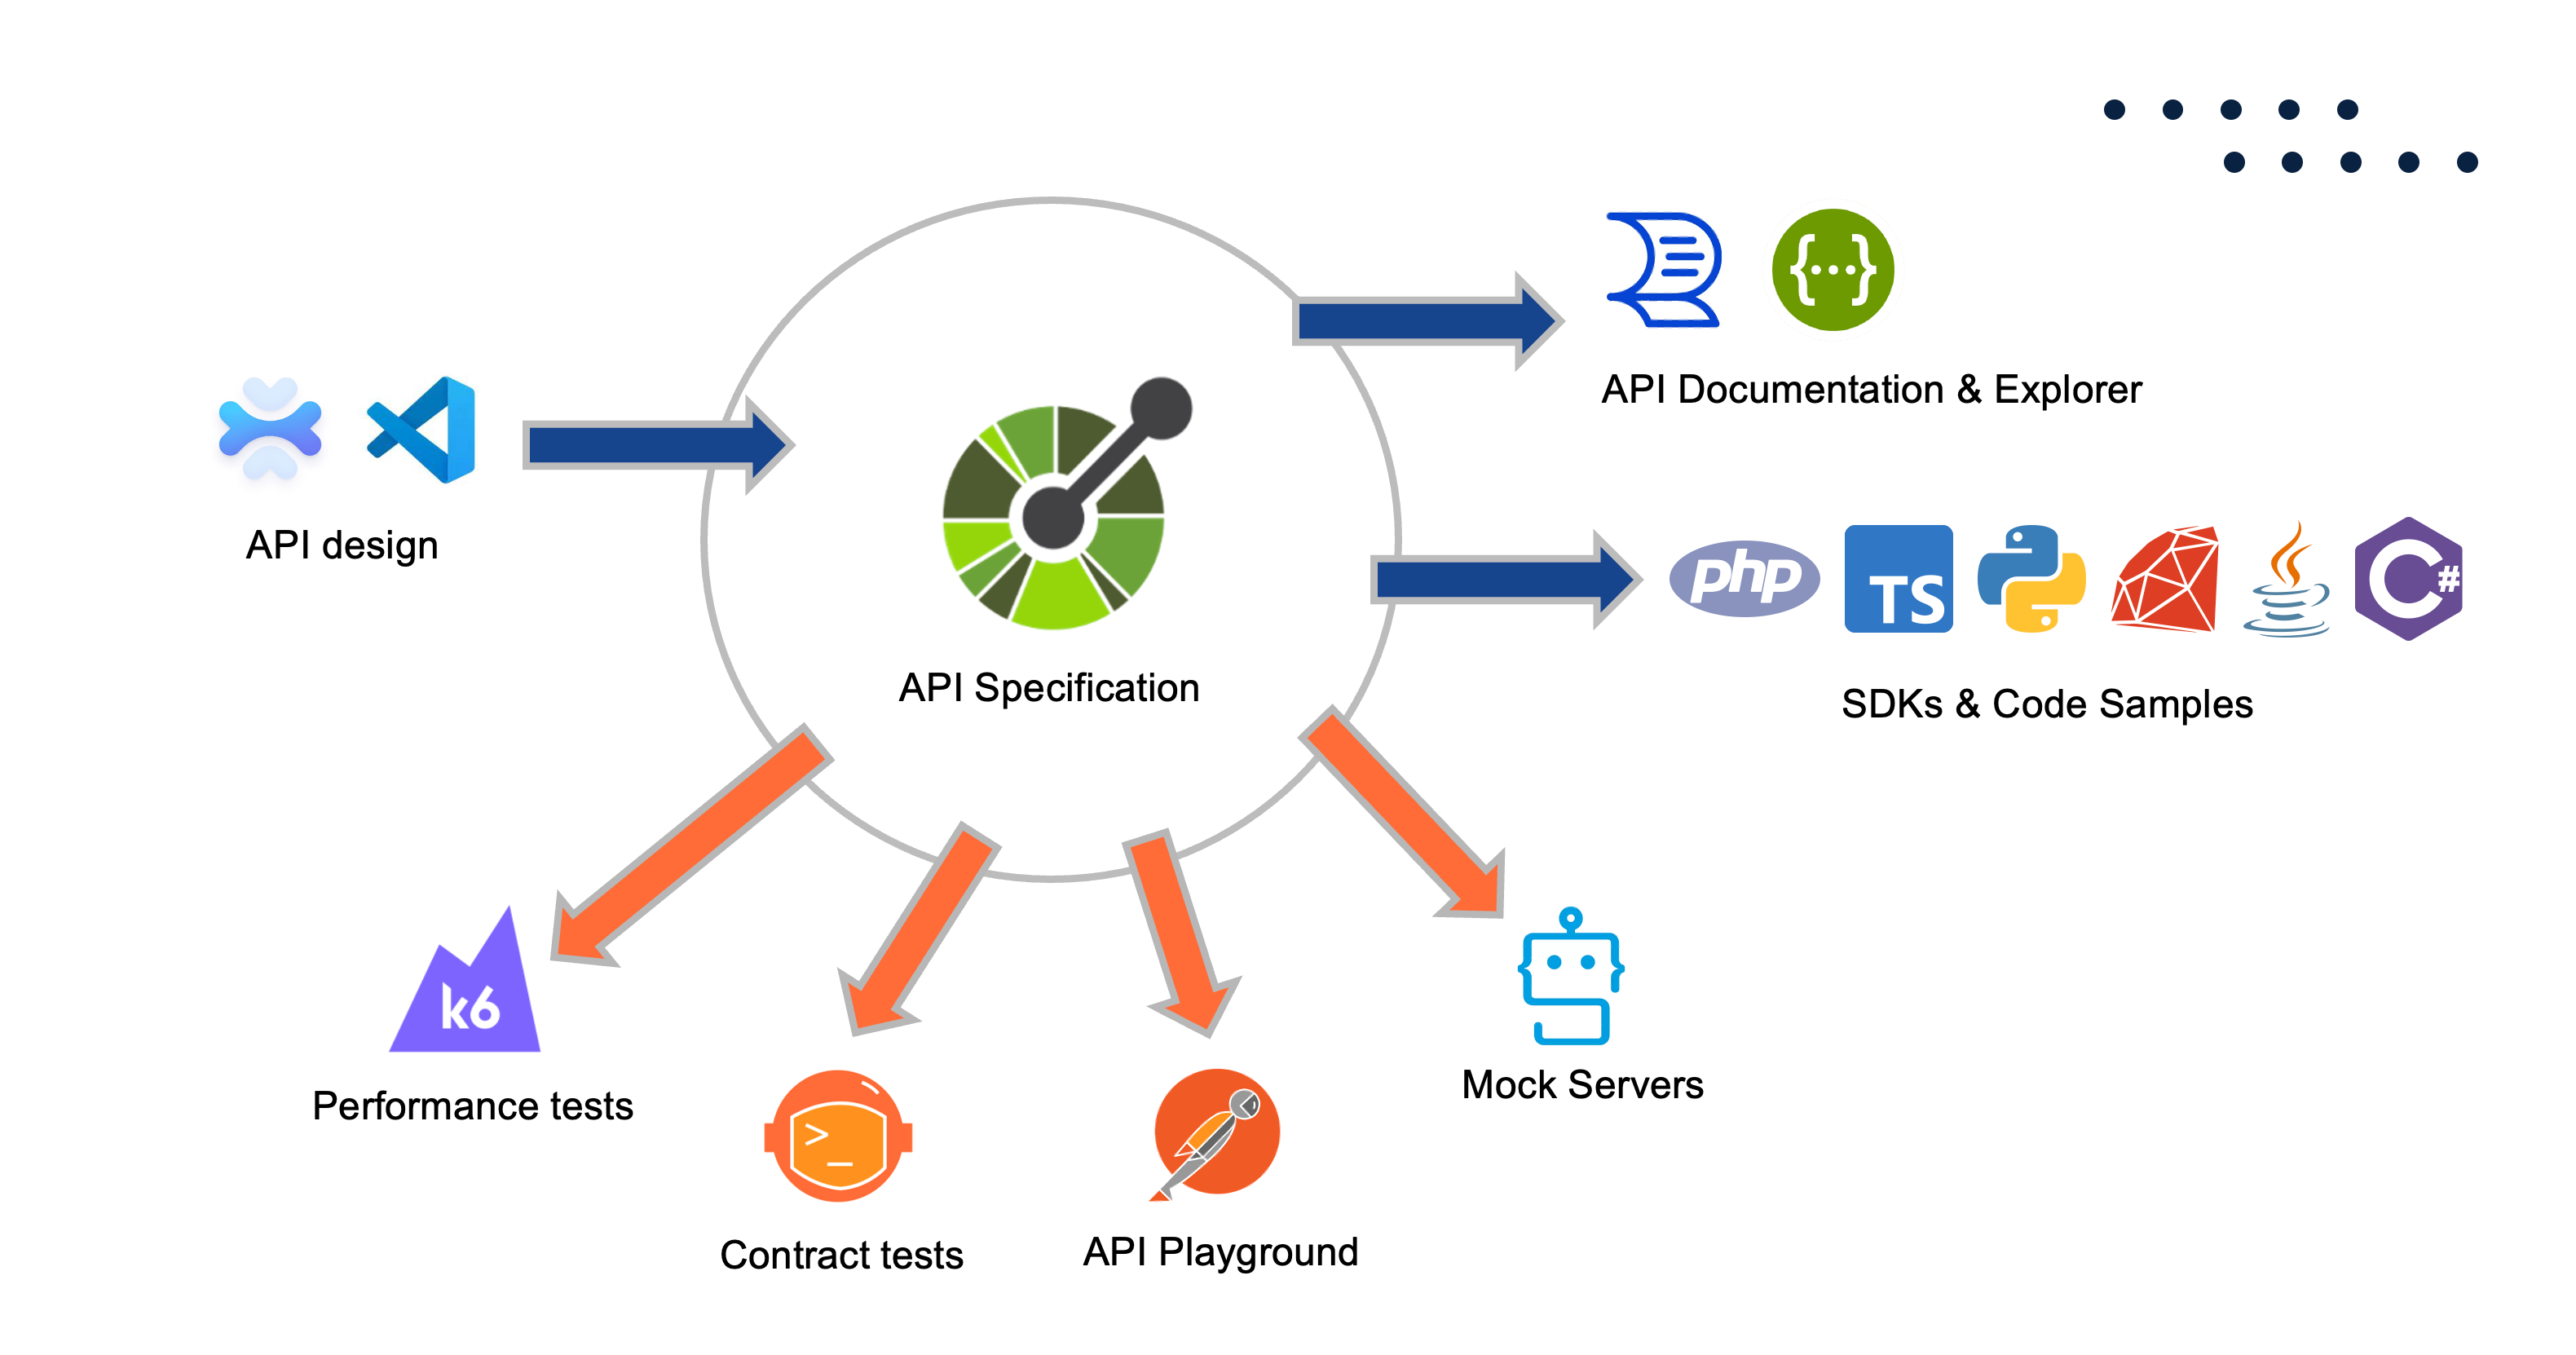 API Documentation & Explorer
API design
php
TS
C#
API Specification
SDKs & Code Samples
k6
Performance tests
Mock Servers
>_
Contract tests
API Playground